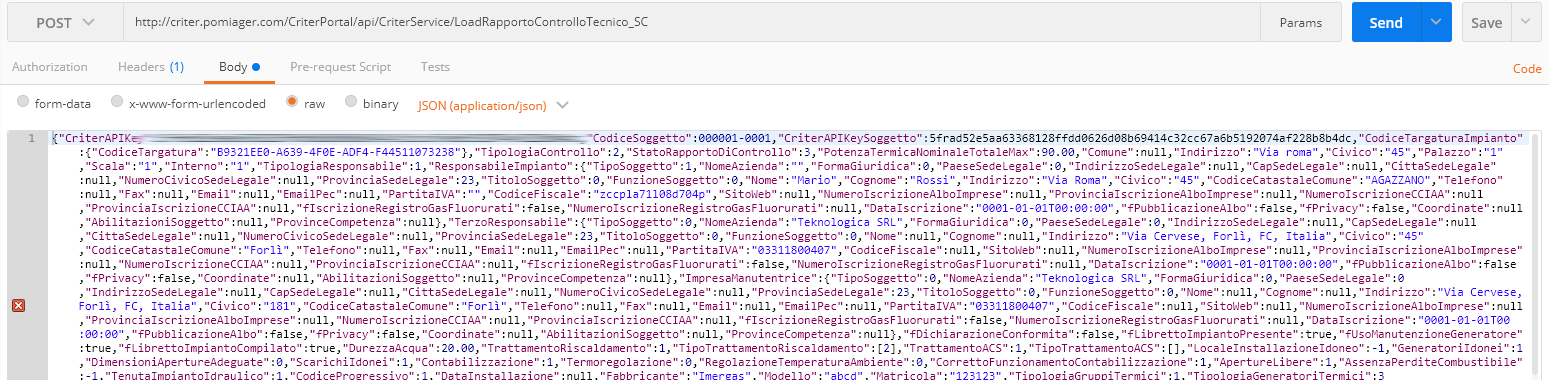 POST
http://criter.pomiager.com/CriterPortal/api/CriterService/LoadRapportoControlloTecnico_SC
Params
Send
Save
Authorization
Headers (1)
Body
Pre-request Script
Tests
Code
form-data
x-www-form-urlencoded
raw
binary
JSON (application/json)
1
{"CriterAPIKey
CodiceSoggetto":000001-0001,"CriterAPIKeySoggetto":5frad52e5aa63368128ffdd0626d08b69414c32cc67a6b5192074af228b8b4dc,"CodiceTargaturaImpianto"
:{"CodiceTargatura":"B9321EE0-A639-4F0E-ADF4-F44511073238"},"TipologiaControllo":2,"StatoRapportoDiControllo":3,"PotenzaTermicaNominaleTotaleMax":90.00,"Comune":null,"Indirizzo":"Via roma","Civico":"45","Palazzo":"1"
,"Scala":"1","Interno":"1","TipologiaResponsabile":1,"ResponsabileImpianto":{"TipoSoggetto":1,"NomeAzienda":"","FormaGiuridica":0,"PaeseSedeLegale":0,"IndirizzoSedeLegale":null,"CapSedeLegale":null,"CittaSedeLegale"
:null,"NumeroCivicoSedeLegale":null,"ProvinciaSedeLegale":23,"TitoloSoggetto":0,"FunzioneSoggetto":0,"Nome":"Mario","Cognome":"Rossi","Indirizzo":"Via Roma","Civico":"45","CodiceCatastaleComune":"AGAZZANO","Telefono"
:null,"Fax":null,"Email":null,"EmailPec":null,"PartitaIVA":"","CodiceFiscale":"zccpla71l08d704p","SitoWeb":null,"NumeroIscrizioneAlboImprese":null,"ProvinciaIscrizioneAlboImprese":null,"NumeroIscrizioneCCIAA":null
,"ProvinciaIscrizioneCCIAA":null,"fIscrizioneRegistroGasFluorurati":false,"NumeroIscrizioneRegistroGasFluorurati":null,"DataIscrizione":"0001-01-01T00:00:00","fPubblicazioneAlbo":false,"fPrivacy":false,"Coordinate":null
,"AbilitazioniSoggetto":null,"ProvinceCompetenza":null},"TerzoResponsabile":{"TipoSoggetto":0,"NomeAzienda":"Teknologica SRL","FormaGiuridica":0,"PaeseSedeLegale":0,"IndirizzoSedeLegale":null,"CapSedeLegale":null
,"CittaSedeLegale":null,"NumeroCivicoSedeLegale":null,"ProvinciaSedeLegale":23,"TitoloSoggetto":0,"FunzioneSoggetto":0,"Nome":null,"Cognome":null,"Indirizzo":"Via Cervese, Forlì, FC, Italia","Civico":"45"
,"CodiceCatastaleComune":"Forlì","Telefono":null,"Fax":null,"Email":null,"EmailPec":null,"PartitaIVA":"03311800407","CodiceFiscale":null,"SitoWeb":null,"NumeroIscrizioneAlboImprese":null,"ProvinciaIscrizioneAlboImprese"
:null,"NumeroIscrizioneCCIAA":null,"ProvinciaIscrizioneCCIAA":null,"fIscrizioneRegistroGasFluorurati":false,"NumeroIscrizioneRegistroGasFluorurati":null,"DataIscrizione":"0001-01-01T00:00:00","fPubblicazioneAlbo":false
,"fPrivacy":false,"Coordinate":null,"AbilitazioniSoggetto":null,"ProvinceCompetenza":null},"ImpresaManutentrice":{"TipoSoggetto":0,"NomeAzienda":"Teknologica SRL","FormaGiuridica":0,"PaeseSedeLegale":0
,"IndirizzoSedeLegale":null,"CapSedeLegale":null,"CittaSedeLegale":null,"NumeroCivicoSedeLegale":null,"ProvinciaSedeLegale":23,"TitoloSoggetto":0,"FunzioneSoggetto":0,"Nome":null,"Cognome":null,"Indirizzo":"Via Cervese,
Forlì, FC, Italia","Civico":"181","CodiceCatastaleComune":"Forlì","Telefono":null,"Fax":null,"Email":null,"EmailPec":null,"PartitaIVA":"03311800407","CodiceFiscale":null,"SitoWeb":null,"NumeroIscrizioneAlboImprese":null
,"ProvinciaIscrizioneAlboImprese":null,"NumeroIscrizioneCCIAA":null,"ProvinciaIscrizioneCCIAA":null,"fIscrizioneRegistroGasFluorurati":false,"NumeroIscrizioneRegistroGasFluorurati":null,"DataIscrizione":"0001-01-01T00
:00:00","fPubblicazioneAlbo":false,"fPrivacy":false,"Coordinate":null,"AbilitazioniSoggetto":null,"ProvinceCompetenza":null},"fDichiarazioneConformita":false,"fLibrettoImpiantoPresente":true,"fUsoManutenzioneGeneratore"
:true,"fLibrettoImpiantoCompilato":true,"DurezzaAcqua":20.00,"TrattamentoRiscaldamento":1,"TipoTrattamentoRiscaldamento":[2],"TrattamentoACS":1,"TipoTrattamentoACS":[],"LocaleInstallazioneIdoneo":-1,"GeneratoriIdonei":1
,"DimensioniApertureAdeguate":0,"ScarichiIdonei":1,"Contabilizzazione":1,"Termoregolazione":0,"RegolazioneTemperaturaAmbiente":0,"CorrettoFunzionamentoContabilizzazione":1,"ApertureLibere":1,"AssenzaPerditeCombustibile"
:-1,"TenutaImpiantoIdraulico":1,"CodiceProgressivo":1,"DataInstallazione":null,"Fabbricante":"Imergas","Modello":"abcd","Matricola":"123123","TipologiaGruppiTermici":1,"TipologiaGeneratoriTermici":3